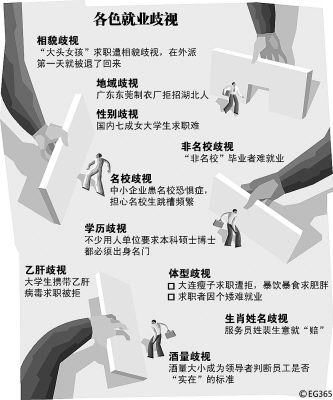 各色就业歧视
相貌歧视
“大头女孩”求职遭相貌歧视，在外派
第一天就被退了回来
地域歧视
广东东莞制衣厂拒招湖北人
性别歧视
国内七成女大学生求职难
非名校歧视
“非名校”毕业者难就业
名校歧视
中小企业患名校恐惧症，
担心名校生跳槽频繁
学历歧视
不少用人单位要求本科硕士博士
都必须出身名门
乙肝歧视
大学生携带乙肝
病毒求职被拒
体型歧视
□ 大连瘦子求职遭拒，暴饮暴食求肥胖
□ 求职者因个矮难就业
生肖姓名歧视
服务员姓裴生意就“赔”
酒量歧视
酒量大小成为领导者判断员工是否
“实在”的标准
©EG365